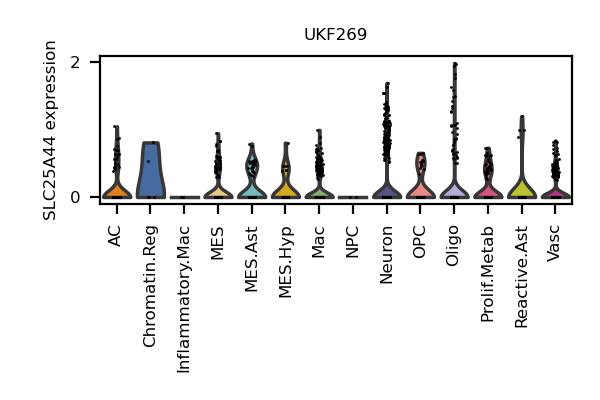 UKF269
SLC25A44 expression
2
0
AC
Chromatin.Reg
Inflammatory.Mac
MES
MES.Ast
MES.Hyp
Mac
NPC
Neuron
OPC
Oligo
Prolif.Metab
Reactive.Ast
Vasc